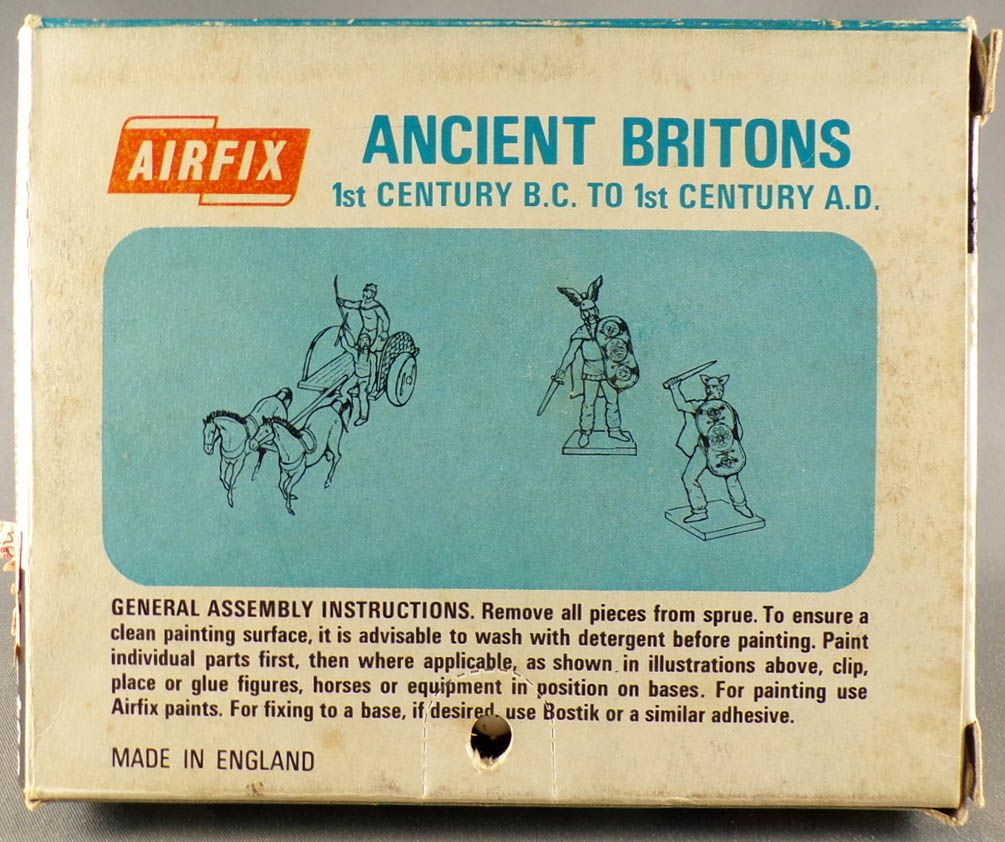 AIRFIX
ANCIENT BRITONS
1st CENTURY B.C. TO 1st CENTURY A.D.
GENERAL ASSEMBLY INSTRUCTIONS. Remove all pieces from sprue. To ensure a
clean painting surface, it is advisable to wash with detergent before painting. Paint
individual parts first, then where applicable, as shown in illustrations above, clip,
place or glue figures, horses or equipment in position on bases. For painting use
Airfix paints. For fixing to a base, if desired, use Bostik or a similar adhesive.
MADE IN ENGLAND